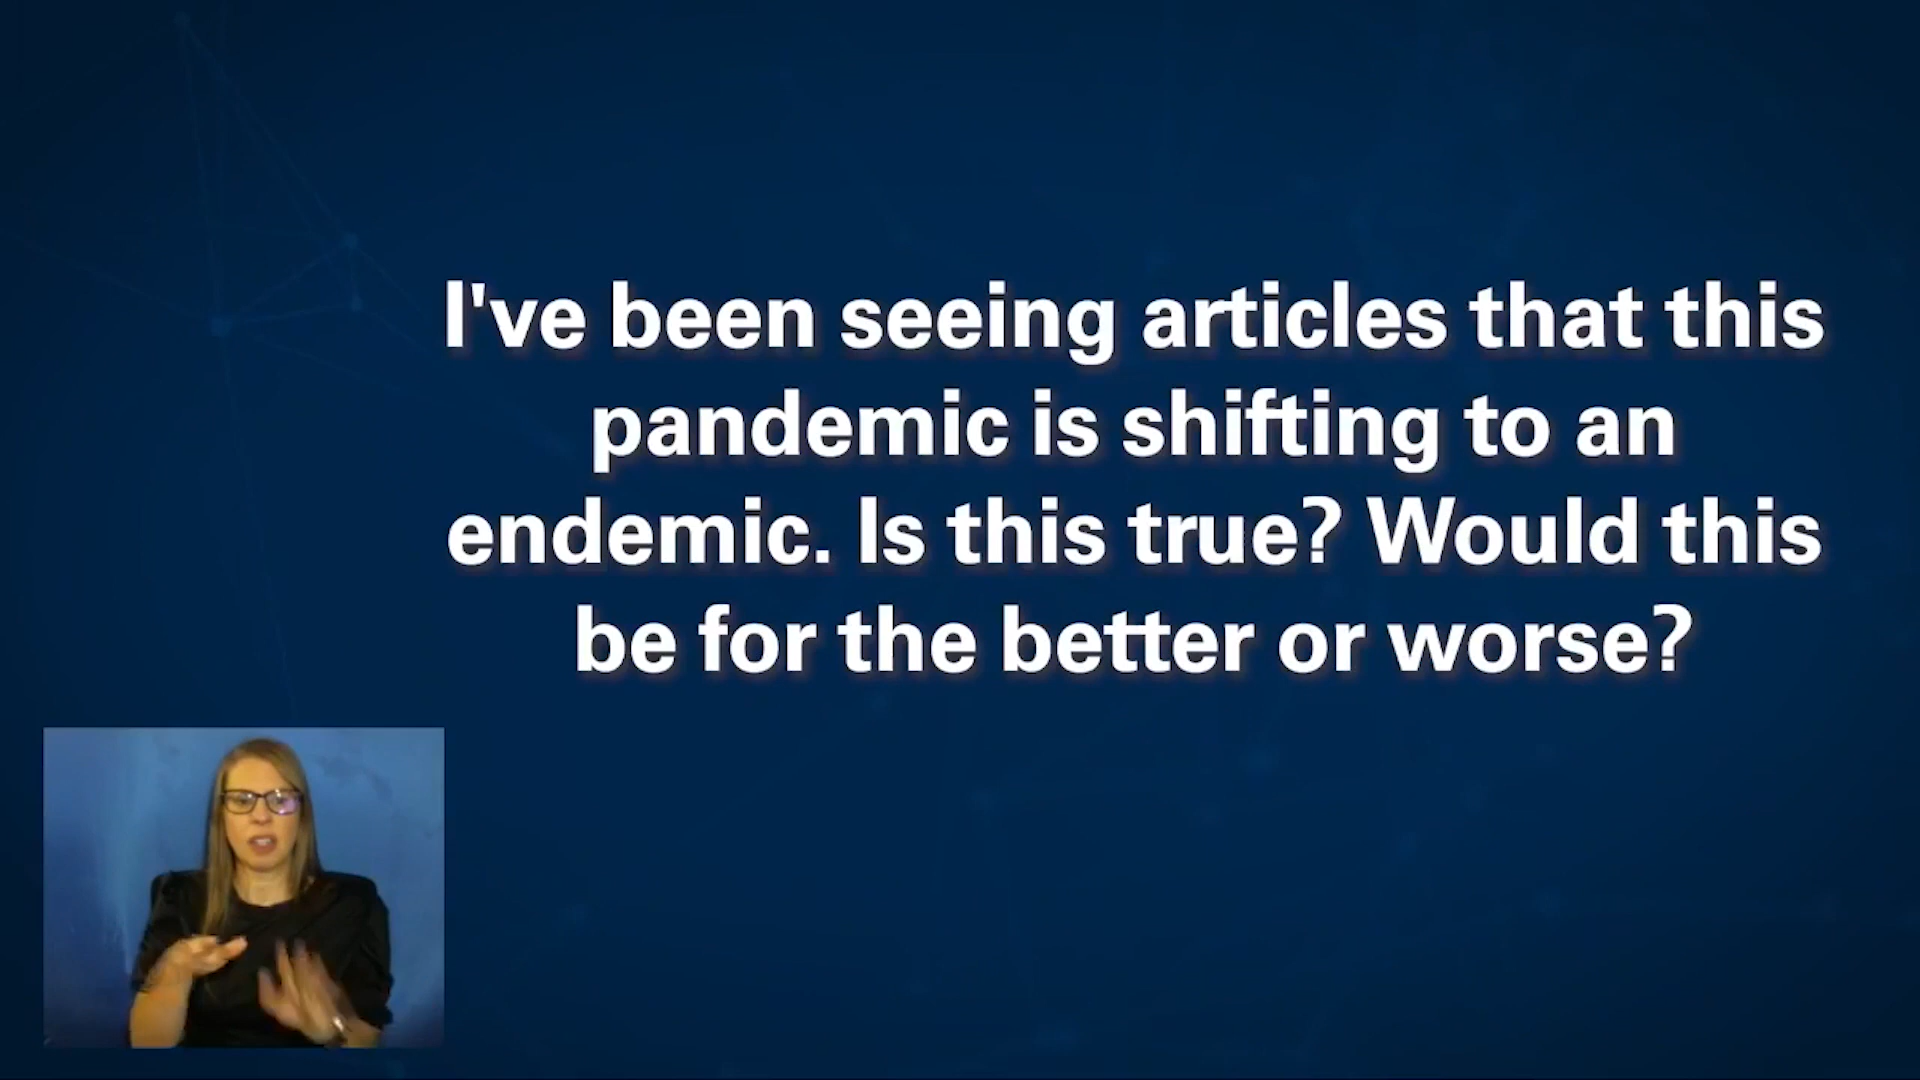 I've been seeing articles that this
pandemic is shifting to an
endemic. Is this true? Would this
be for the better or worse?